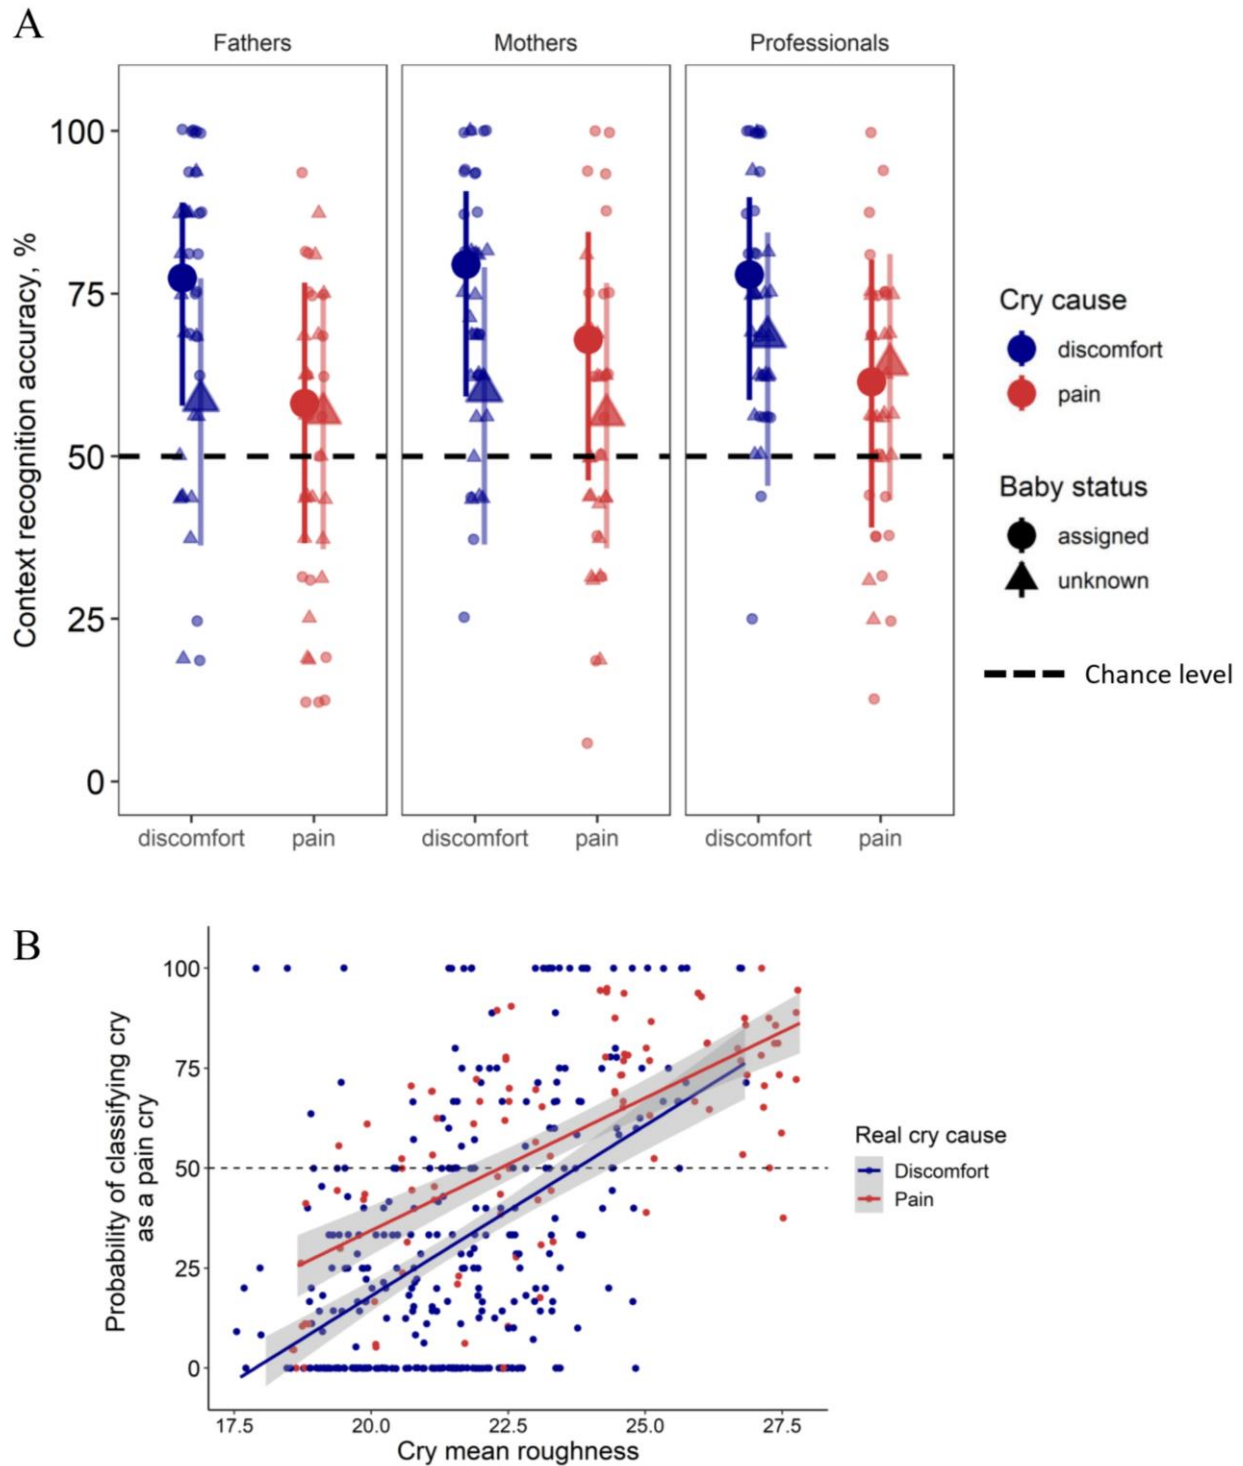 A
Fathers
Mothers
Professionals
Context recognition accuracy, %
100
75
50
25
0
discomfort
pain
discomfort
pain
discomfort
pain
Cry cause
discomfort
pain
Baby status
assigned
unknown
Chance level
B
Probability of classifying cry
as a pain cry
100
75
50
25
0
17.5
20.0
22.5
25.0
27.5
Cry mean roughness
Real cry cause
Discomfort
Pain